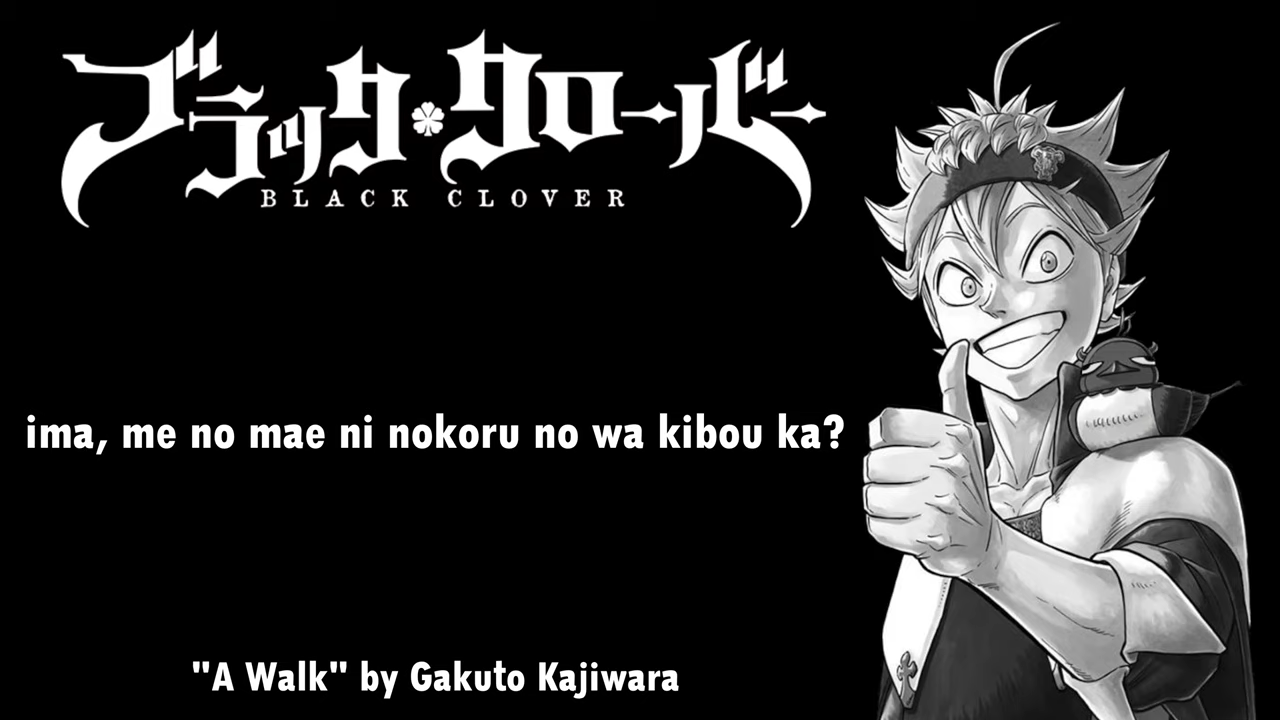 ブラッククローバー
BLACK CLOVER
ima, me no mae ni nokoru no wa kibou ka?
"A Walk" by Gakuto Kajiwara